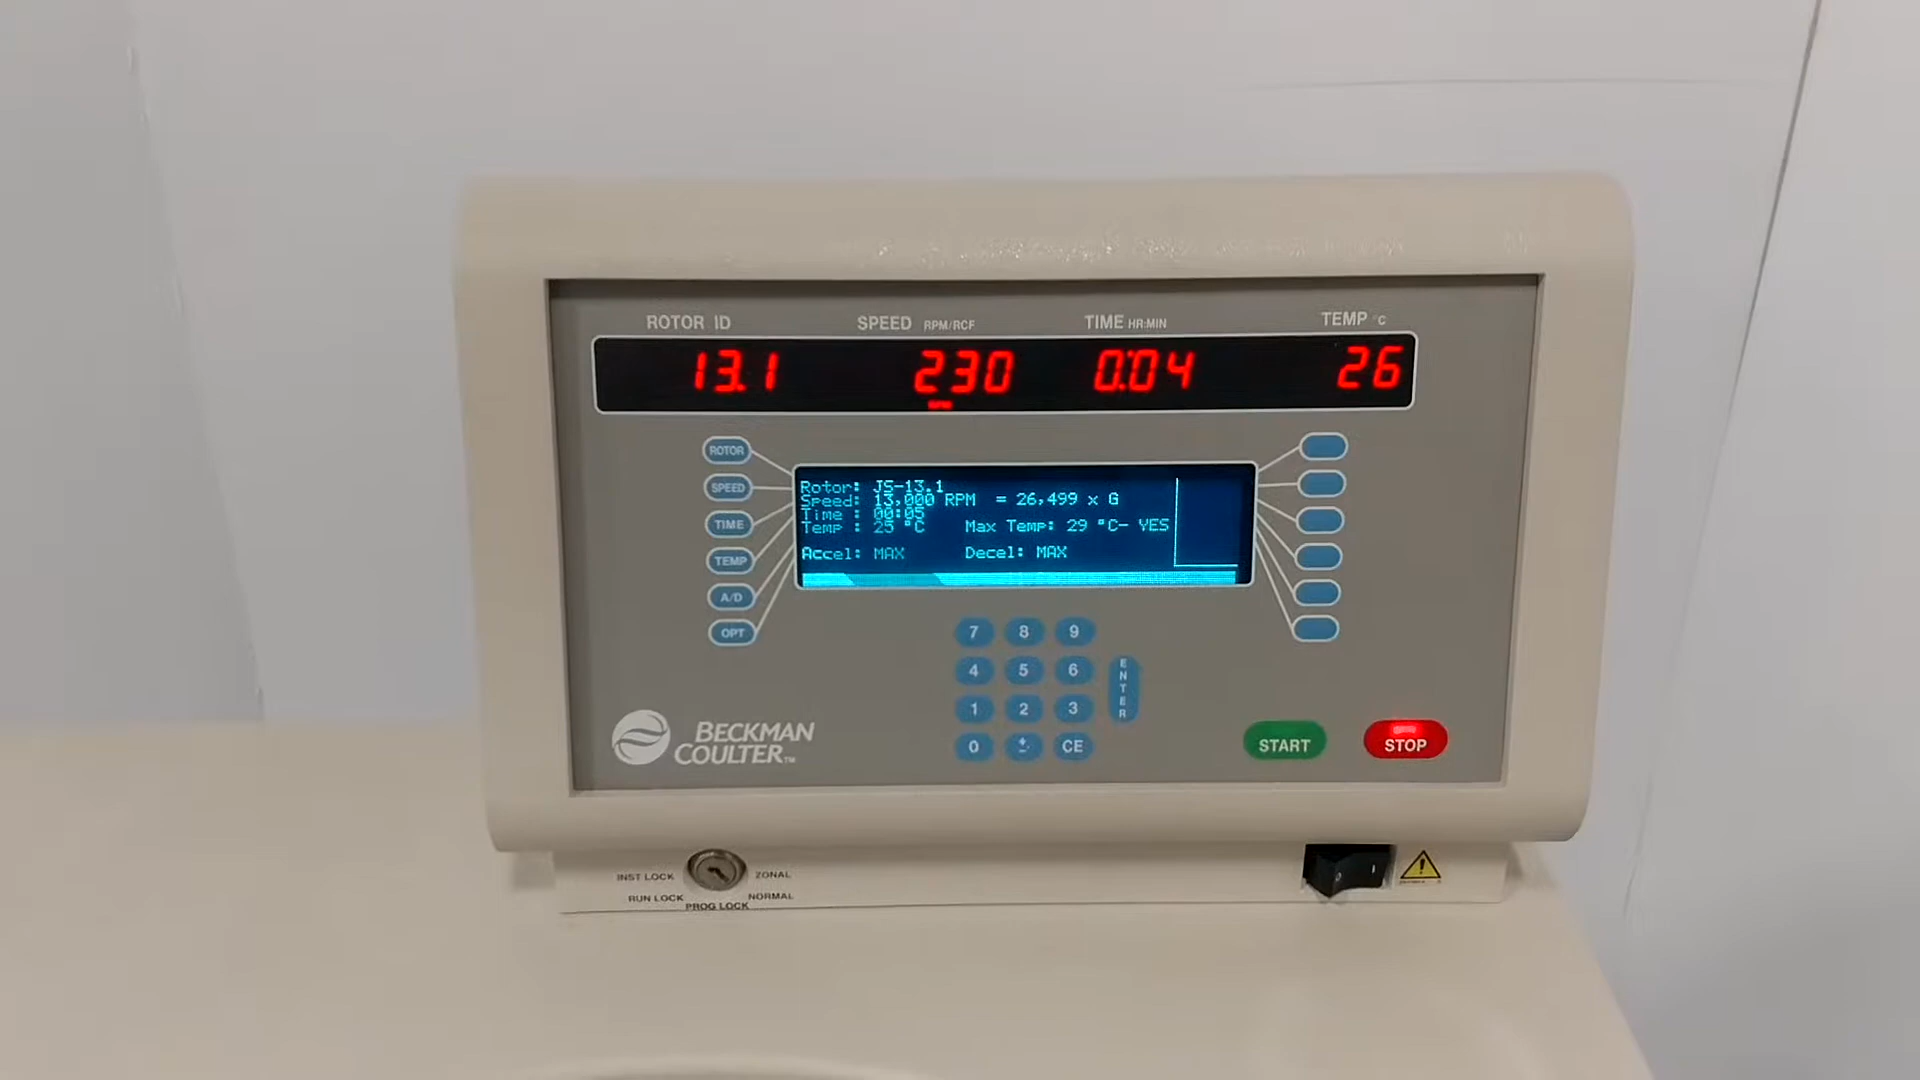 ROTOR ID SPEED RPM/RCF TIME HR:MIN TEMP °C
13.1 230 0:04 26
RPM
ROTOR
SPEED
TIME
TEMP
A/D
OPT
Rotor: JS-13.1
Speed: 13,000 RPM = 26,499 x G
Time : 00:05
Temp : 25 °C Max Temp: 29 °C- YES
Accel: MAX Decel: MAX
7 8 9
4 5 6
1 2 3
0 +- CE
ENTER
BECKMAN
COULTER™
START STOP
INST LOCK ZONAL
RUN LOCK NORMAL
PROG LOCK
O I